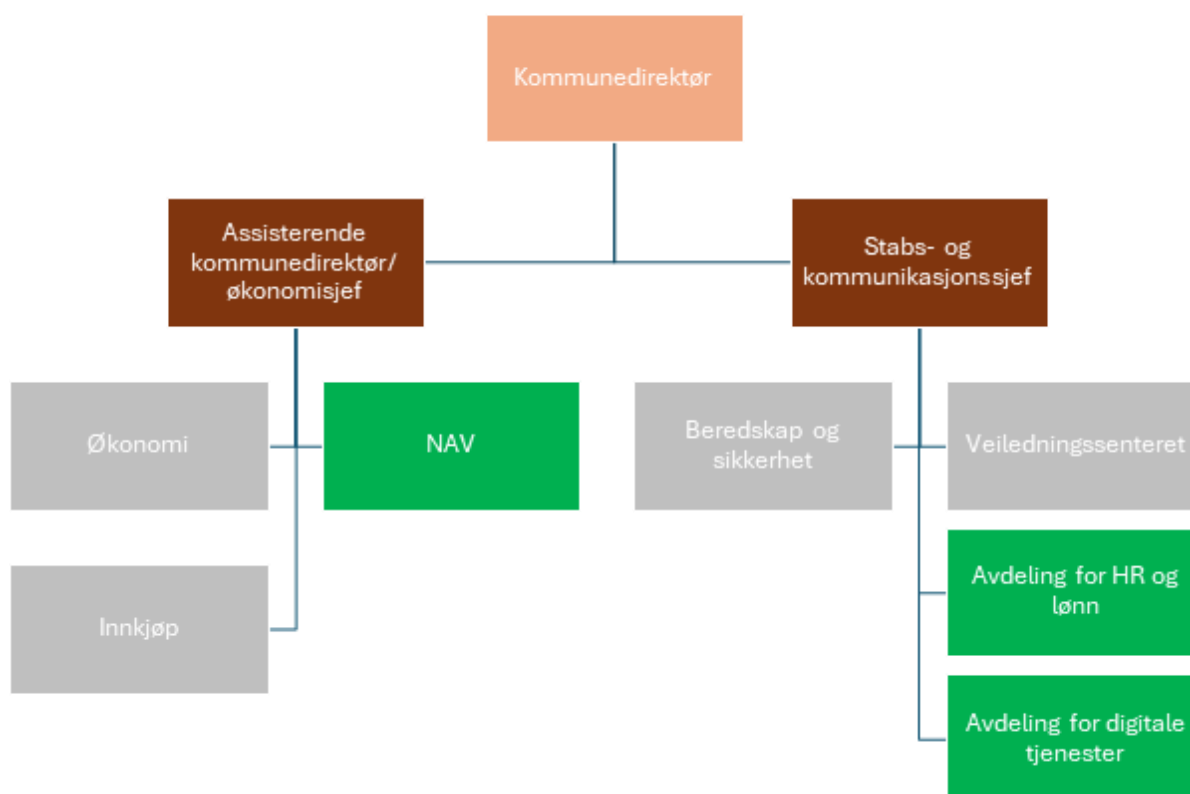 Kommunedirektør
Assisterende
kommunedirektør/
økonomisjef
Stabs- og
kommunikasjonssjef
Økonomi
NAV
Beredskap og
sikkerhet
Veiledningssenteret
Innkjøp
Avdeling for HR og
lønn
Avdeling for digitale
tjenester